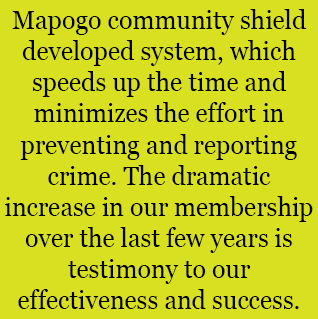 Mapogo community shield
developed system, which
speeds up the time and
minimizes the effort in
preventing and reporting
crime. The dramatic
increase in our membership
over the last few years is
testimony to our
effectiveness and success.